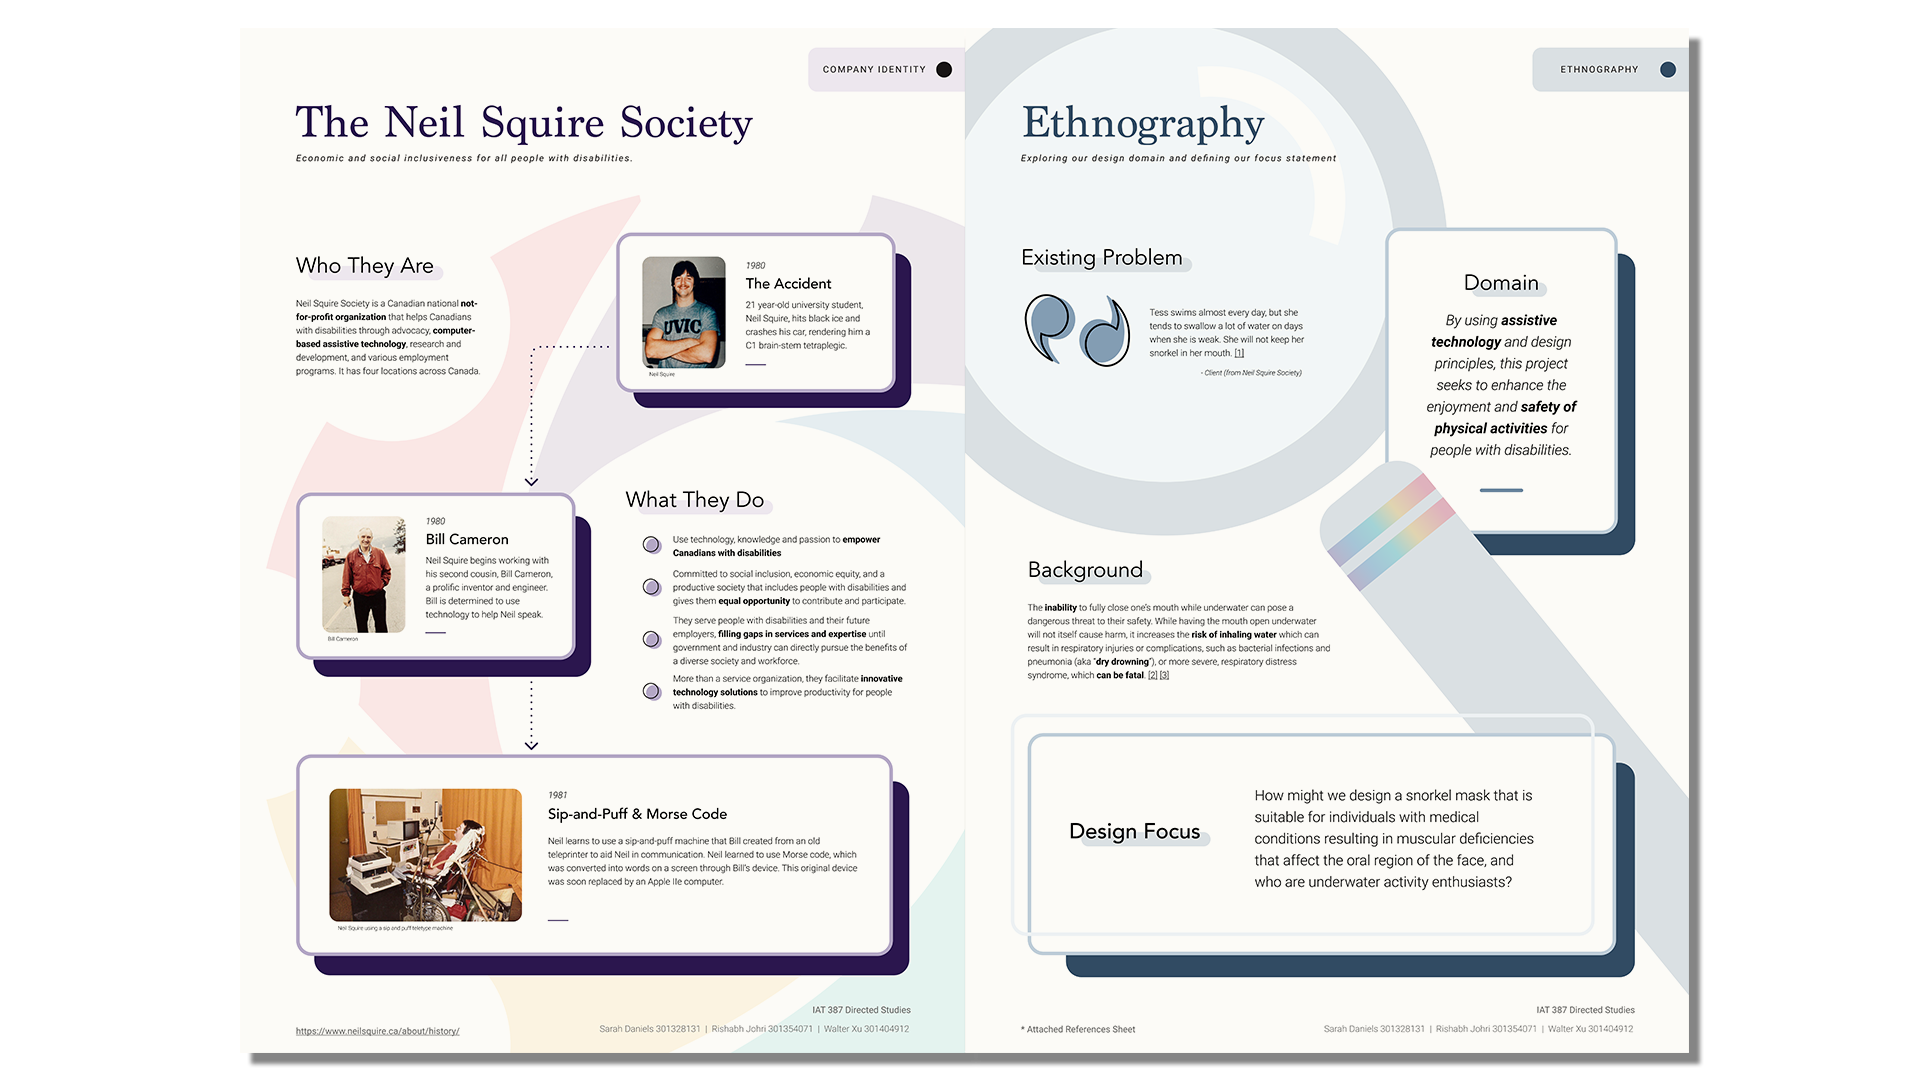 COMPANY IDENTITY
The Neil Squire Society
Economic and social inclusiveness for all people with disabilities.
Who They Are
Neil Squire Society is a Canadian national not-
for-profit organization that helps Canadians
with disabilities through advocacy, computer-
based assistive technology, research and
development, and various employment
programs. It has four locations across Canada.
UVIC
Neil Squire
1980
The Accident
21 year-old university student,
Neil Squire, hits black ice and
crashes his car, rendering him a
C1 brain-stem tetraplegic.
Bill Cameron
1980
Bill Cameron
Neil Squire begins working with
his second cousin, Bill Cameron,
a prolific inventor and engineer.
Bill is determined to use
technology to help Neil speak.
What They Do
Use technology, knowledge and passion to empower
Canadians with disabilities
Committed to social inclusion, economic equity, and a
productive society that includes people with disabilities and
gives them equal opportunity to contribute and participate.
They serve people with disabilities and their future
employers, filling gaps in services and expertise until
government and industry can directly pursue the benefits of
a diverse society and workforce.
More than a service organization, they facilitate innovative
technology solutions to improve productivity for people
with disabilities.
Neil Squire using a sip and puff teletype machine
1981
Sip-and-Puff & Morse Code
Neil learns to use a sip-and-puff machine that Bill created from an old
teleprinter to aid Neil in communication. Neil learned to use Morse code, which
was converted into words on a screen through Bill's device. This original device
was soon replaced by an Apple IIe computer.
https://www.neilsquire.ca/about/history/
IAT 387 Directed Studies
Sarah Daniels 301328131 | Rishabh Johri 301354071 | Walter Xu 301404912
ETHNOGRAPHY
Ethnography
Exploring our design domain and defining our focus statement
Existing Problem
Tess swims almost every day, but she
tends to swallow a lot of water on days
when she is weak. She will not keep her
snorkel in her mouth. [1]
- Client (from Neil Squire Society)
Domain
By using assistive
technology and design
principles, this project
seeks to enhance the
enjoyment and safety of
physical activities for
people with disabilities.
Background
The inability to fully close one's mouth while underwater can pose a
dangerous threat to their safety. While having the mouth open underwater
will not itself cause harm, it increases the risk of inhaling water which can
result in respiratory injuries or complications, such as bacterial infections and
pneumonia (aka "dry drowning"), or more severe, respiratory distress
syndrome, which can be fatal. [2] [3]
Design Focus
How might we design a snorkel mask that is
suitable for individuals with medical
conditions resulting in muscular deficiencies
that affect the oral region of the face, and
who are underwater activity enthusiasts?
* Attached References Sheet
IAT 387 Directed Studies
Sarah Daniels 301328131 | Rishabh Johri 301354071 | Walter Xu 301404912